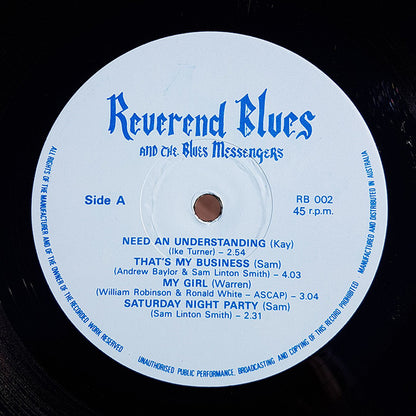 Reverend Blues
AND THE BLUES MESSENGERS
Side A
RB 002
45 r.p.m.
NEED AN UNDERSTANDING (Kay)
(Ike Turner) – 2.54
THAT'S MY BUSINESS (Sam)
(Andrew Baylor & Sam Linton Smith) – 4.03
MY GIRL (Warren)
(William Robinson & Ronald White – ASCAP) – 3.04
SATURDAY NIGHT PARTY (Sam)
(Sam Linton Smith) – 2.31
ALL RIGHTS OF THE MANUFACTURER AND OF THE OWNER OF THE RECORDED WORK RESERVED
UNAUTHORISED PUBLIC PERFORMANCE, BROADCASTING AND COPYING OF THIS RECORD PROHIBITED
MANUFACTURED AND DISTRIBUTED IN AUSTRALIA